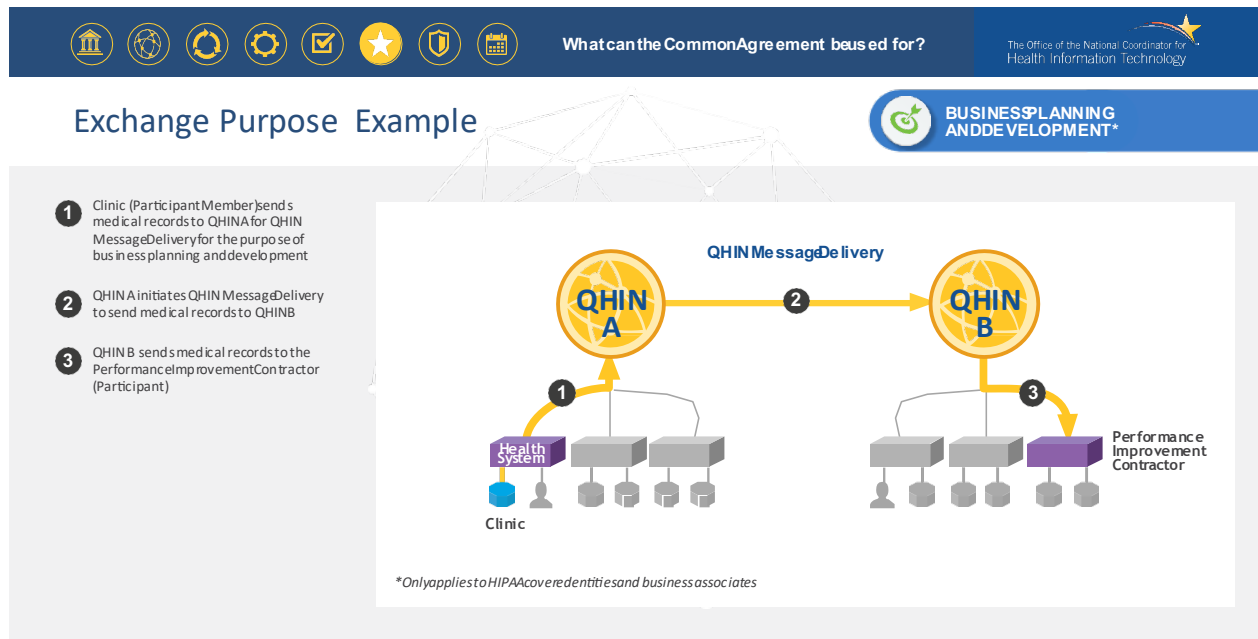 What can the Common Agreement be used for?
The Office of the National Coordinator for
Health Information Technology
Exchange Purpose Example
BUSINESS PLANNING
AND DEVELOPMENT*
1 Clinic (Participant Member) sends
medical records to QHIN A for QHIN
Message Delivery for the purpose of
business planning and development
2 QHIN A initiates QHIN Message Delivery
to send medical records to QHIN B
3 QHIN B sends medical records to the
Performance Improvement Contractor
(Participant)
QHIN Message Delivery
QHIN
A
2
QHIN
B
1
3
Health
System
Performance
Improvement
Contractor
Clinic
*Only applies to HIPAA covered entities and business associates